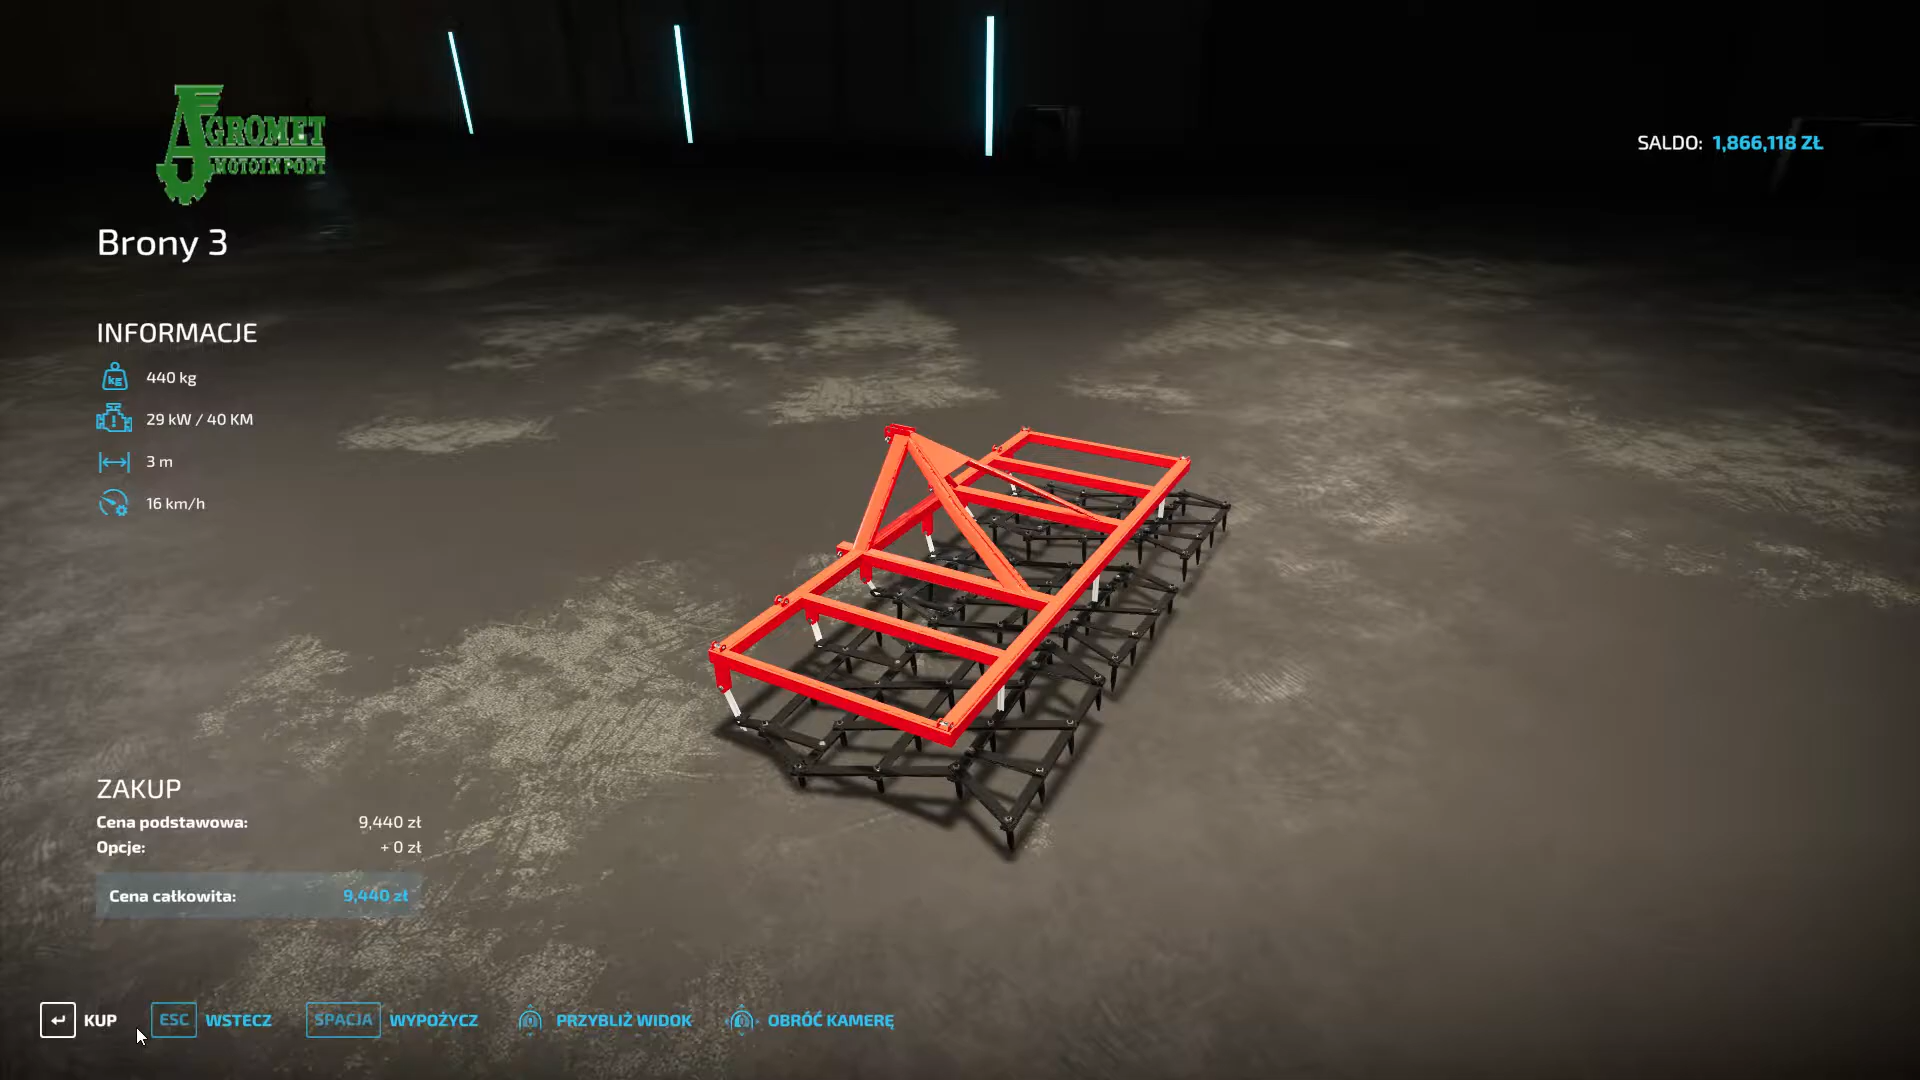 AGROMET
MOTOIMPORT
SALDO: 1,866,118 ZŁ
Brony 3
INFORMACJE
440 kg
29 kW / 40 KM
3 m
16 km/h
ZAKUP
Cena podstawowa: 9,440 zł
Opcje: + 0 zł
Cena całkowita: 9,440 zł
KUP ESC WSTECZ SPACJA WYPOŻYCZ PRZYBLIŻ WIDOK OBRÓĆ KAMERĘ